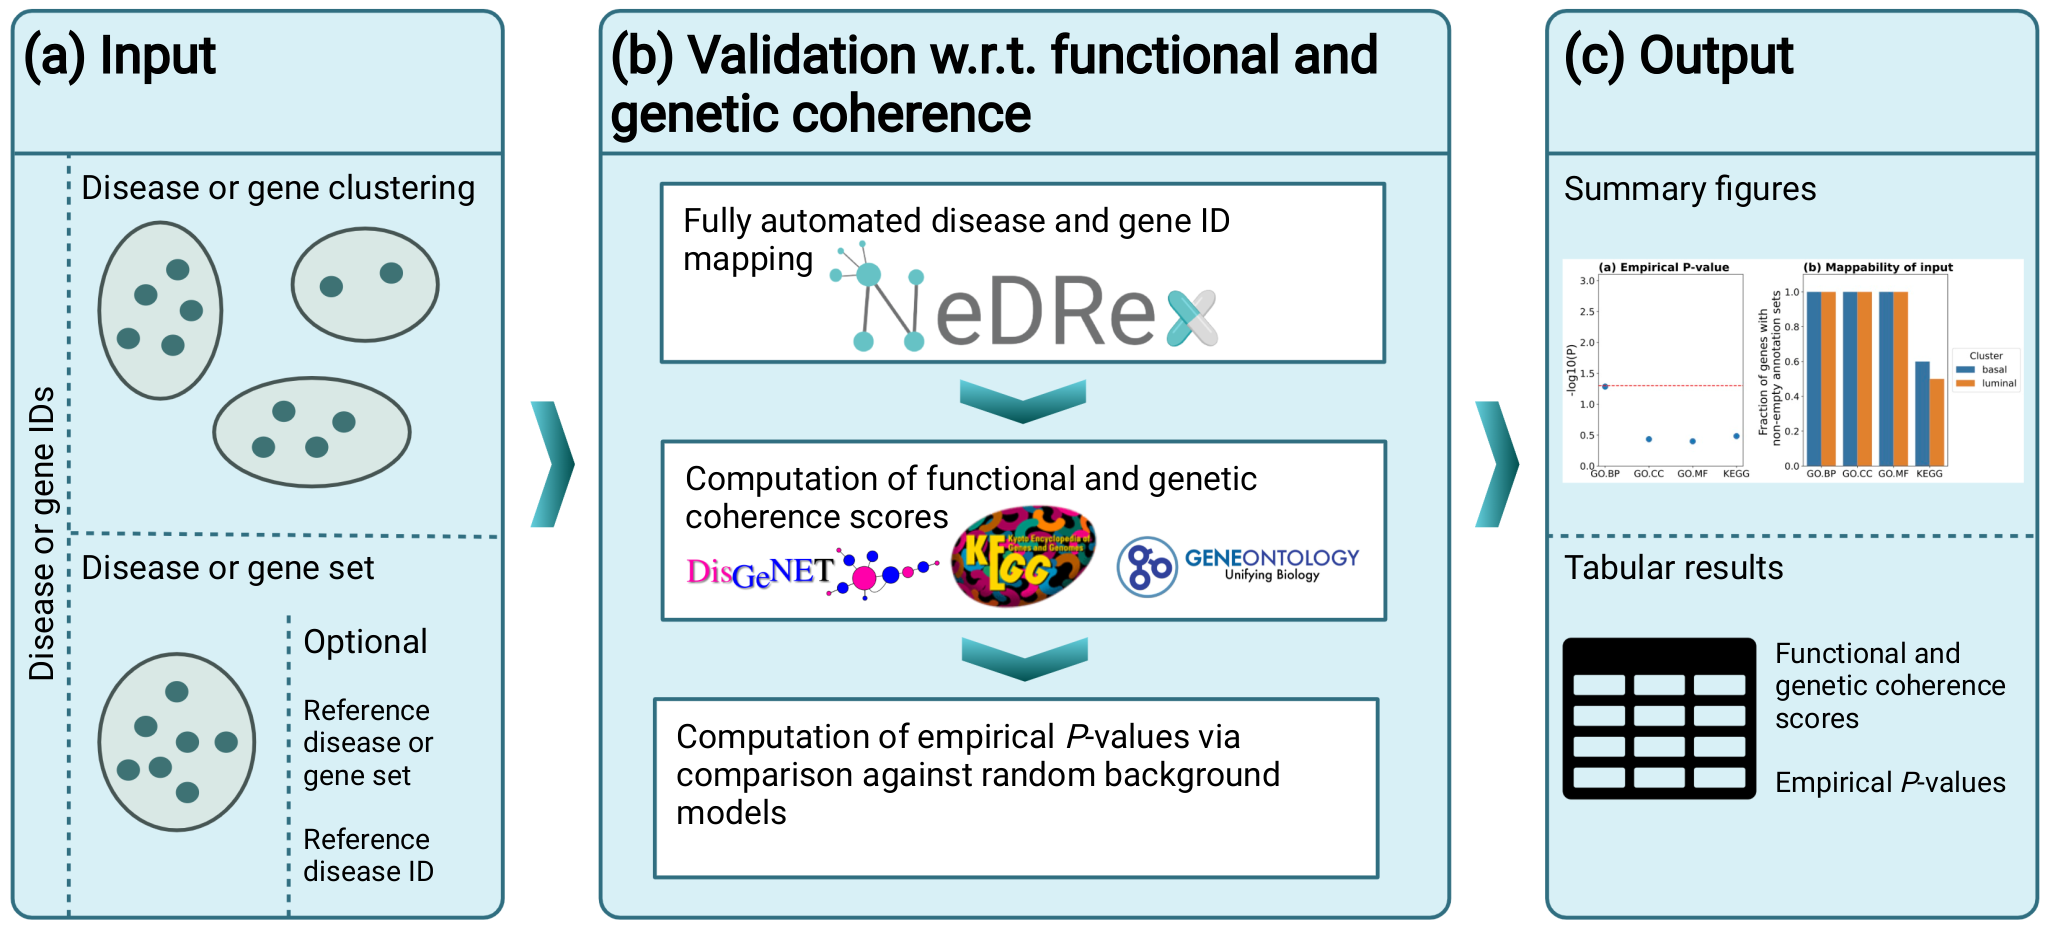 (a) Input
Disease or gene IDs
Disease or gene clustering
Disease or gene set
Optional
Reference
disease or
gene set
Reference
disease ID
(b) Validation w.r.t. functional and
genetic coherence
Fully automated disease and gene ID
mapping
NeDRex
Computation of functional and genetic
coherence scores
DisGeNET
KEGG
Kyoto Encyclopedia of
Genes and Genomes
GENEONTOLOGY
Unifying Biology
Computation of empirical P-values via
comparison against random background
models
(c) Output
Summary figures
(a) Empirical P-value
-log10(P)
3.0
2.5
2.0
1.5
1.0
0.5
0.0
GO.BP GO.CC GO.MF KEGG
(b) Mappability of input
Fraction of genes with
non-empty annotation sets
1.0
0.8
0.6
0.4
0.2
0.0
GO.BP GO.CC GO.MF KEGG
Cluster
basal
luminal
Tabular results
Functional and
genetic coherence
scores
Empirical P-values